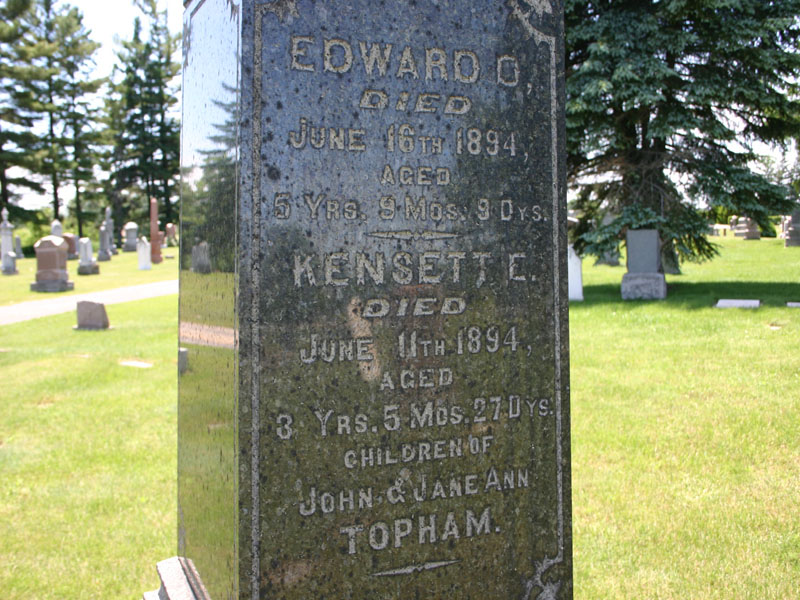 EDWARD O,
DIED
JUNE 16TH 1894,
AGED
5 YRS. 9 MOS. 9 DYS.
KENSETT, E.
DIED
JUNE 11TH 1894,
AGED
3 YRS. 5 MOS. 27 DYS.
CHILDREN OF
JOHN & JANE ANN
TOPHAM.